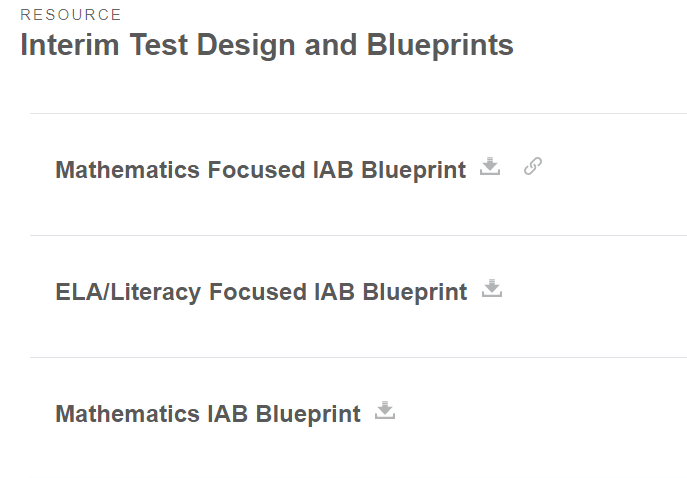 RESOURCE
Interim Test Design and Blueprints
Mathematics Focused IAB Blueprint
ELA/Literacy Focused IAB Blueprint
Mathematics IAB Blueprint